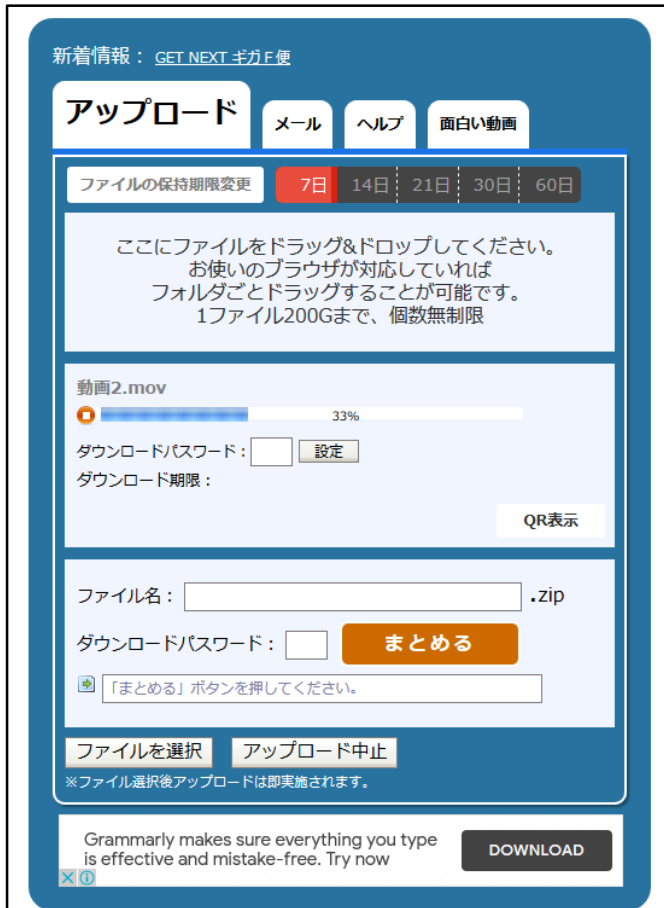 新着情報： GET NEXT ギガF便
アップロード メール ヘルプ 面白い動画
ファイルの保持期限変更 7日 14日 21日 30日 60日
ここにファイルをドラッグ&ドロップしてください。
お使いのブラウザが対応していれば
フォルダごとドラッグすることが可能です。
1ファイル200Gまで、個数無制限
動画2.mov
33%
ダウンロードパスワード： 設定
ダウンロード期限：
QR表示
ファイル名： .zip
ダウンロードパスワード： まとめる
「まとめる」ボタンを押してください。
ファイルを選択 アップロード中止
※ファイル選択後アップロードは即実施されます。
Grammarly makes sure everything you type
is effective and mistake-free. Try now
DOWNLOAD